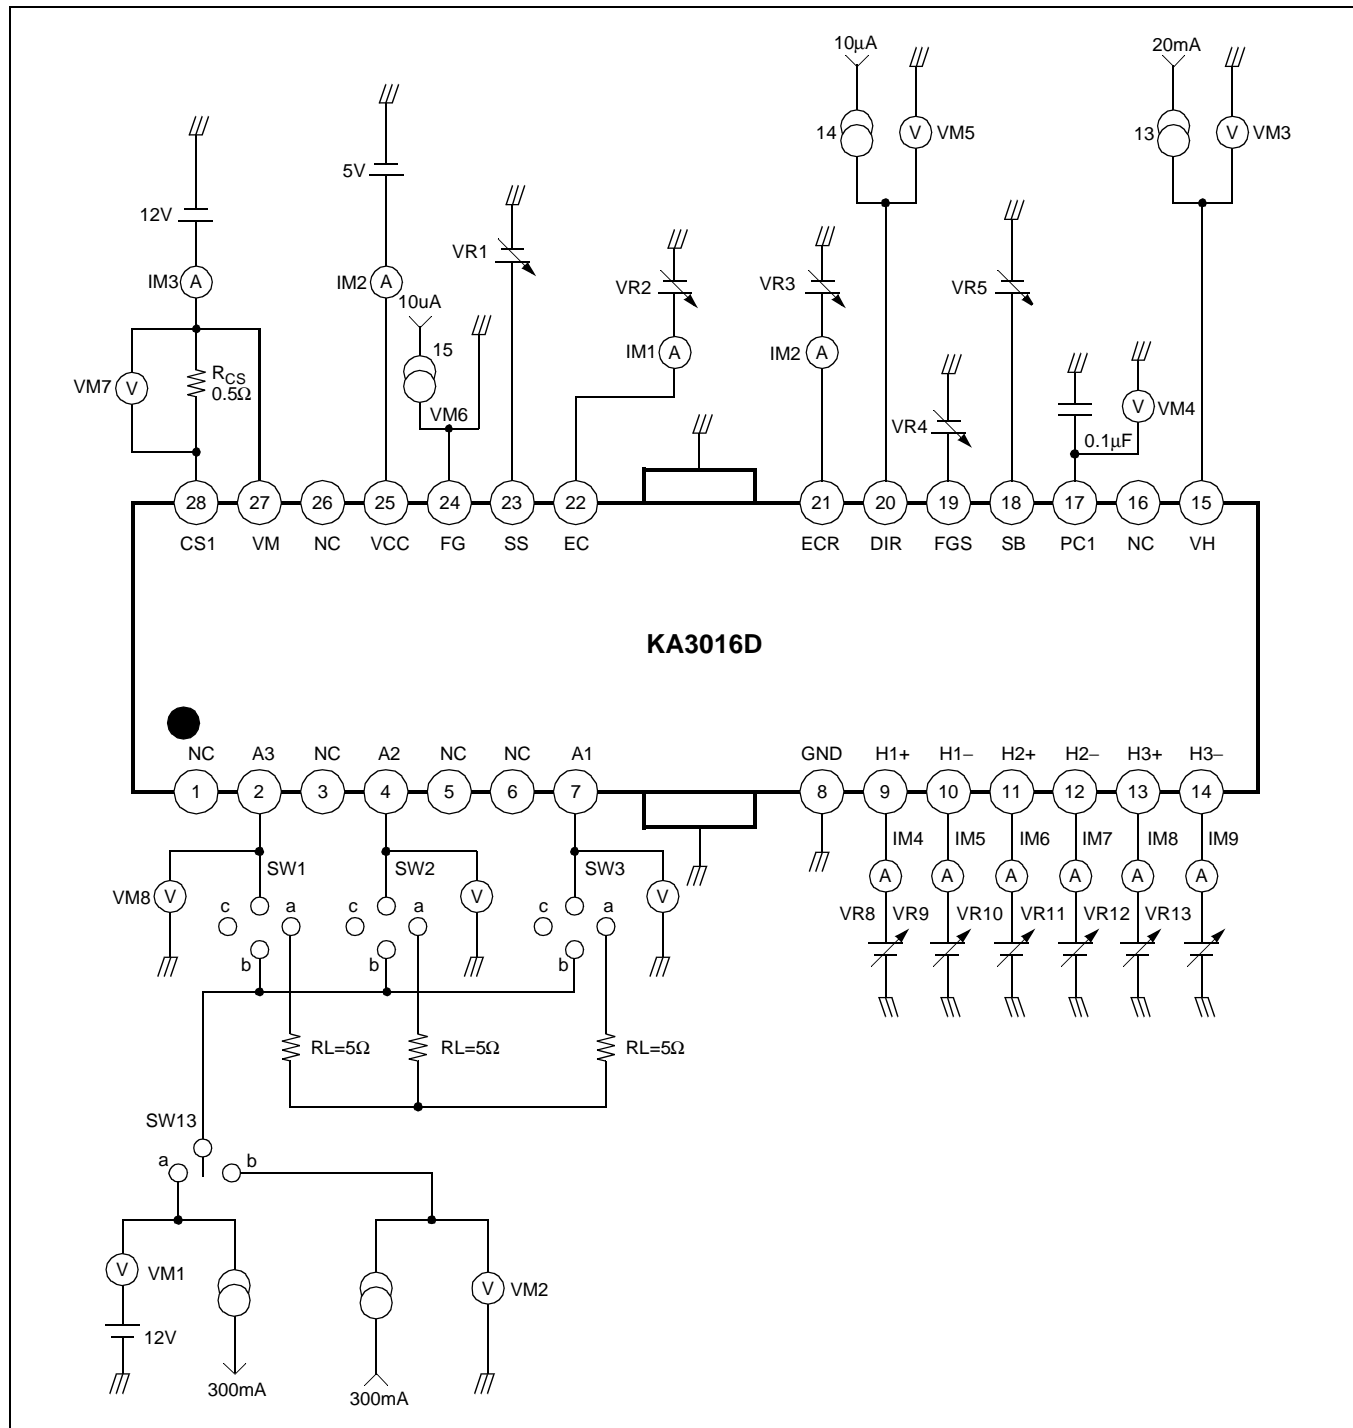 10µA 20mA
14 V VM5 13 V VM3
5V
12V
VR1
IM3 A IM2 A VR2 VR3 VR5
10uA
15
IM1 A IM2 A
VM7 V RCS
0.5Ω
VM6 VR4 V VM4
0.1µF
28 27 26 25 24 23 22 21 20 19 18 17 16 15
CS1 VM NC VCC FG SS EC ECR DIR FGS SB PC1 NC VH
KA3016D
NC A3 NC A2 NC NC A1 GND H1+ H1− H2+ H2− H3+ H3−
1 2 3 4 5 6 7 8 9 10 11 12 13 14
IM4 IM5 IM6 IM7 IM8 IM9
SW1 SW2 SW3
VM8 V V V A A A A A A
c a c a c a VR8 VR9 VR10 VR11 VR12 VR13
b b b
RL=5Ω RL=5Ω RL=5Ω
SW13
a b
V VM1 V VM2
12V
300mA 300mA